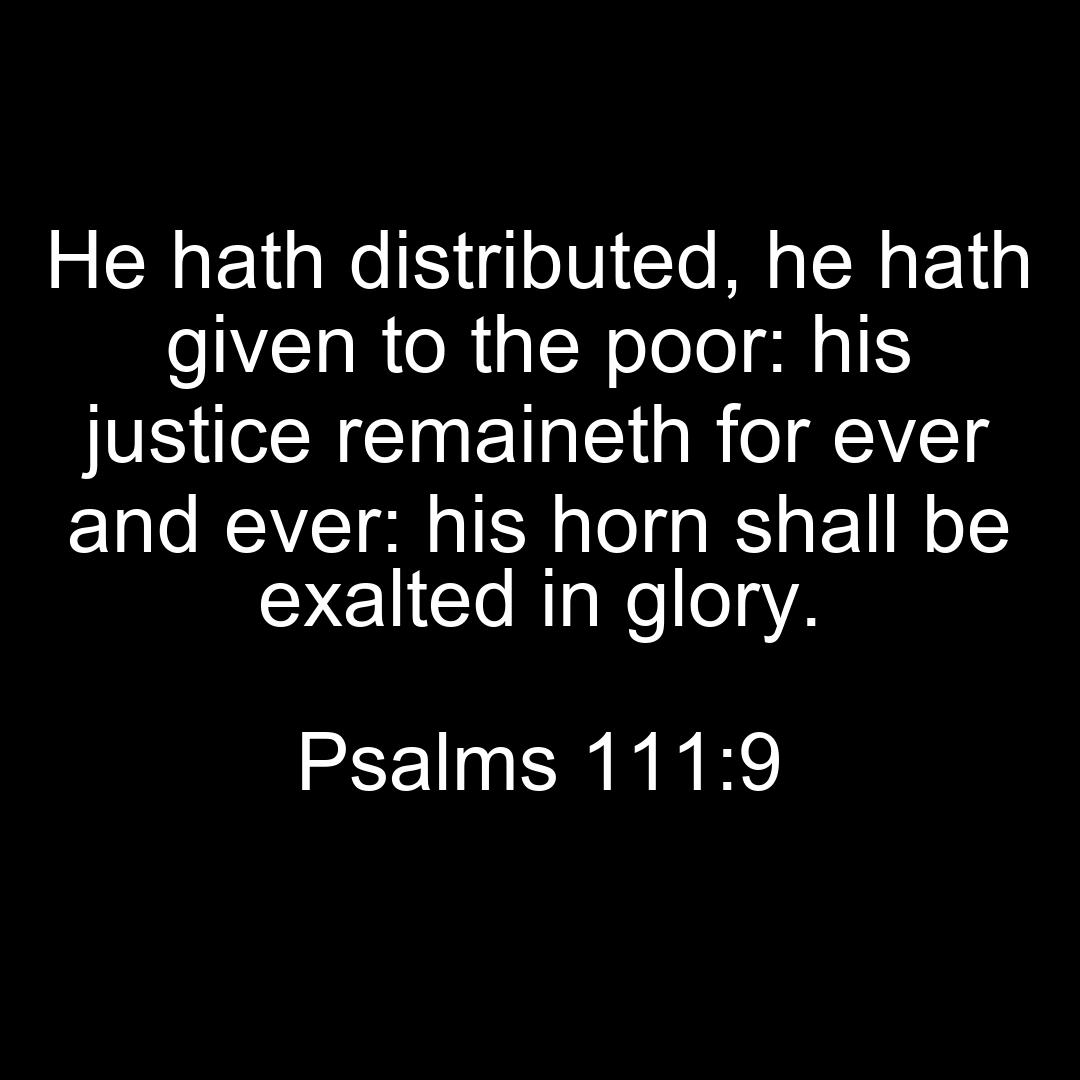 He hath distributed, he hath
given to the poor: his
justice remaineth for ever
and ever: his horn shall be
exalted in glory.
Psalms 111:9